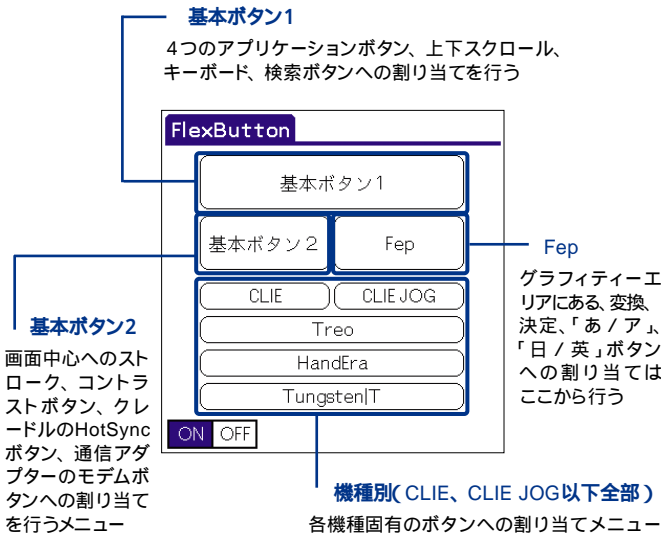 基本ボタン1
4つのアプリケーションボタン、上下スクロール、
キーボード、検索ボタンへの割り当てを行う
FlexButton
基本ボタン1
基本ボタン2
Fep
CLIE
CLIE JOG
Treo
HandEra
Tungsten|T
ON OFF
Fep
グラフィティーエ
リアにある、変換、
決定、「あ/ア」、
「日/英」ボタン
への割り当ては
ここから行う
基本ボタン2
画面中心へのスト
ローク、コントラ
ストボタン、クレ
ードルのHotSync
ボタン、通信アダ
プターのモデムボ
タンへの割り当て
を行うメニュー
機種別(CLIE、CLIE JOG以下全部)
各機種固有のボタンへの割り当てメニュー